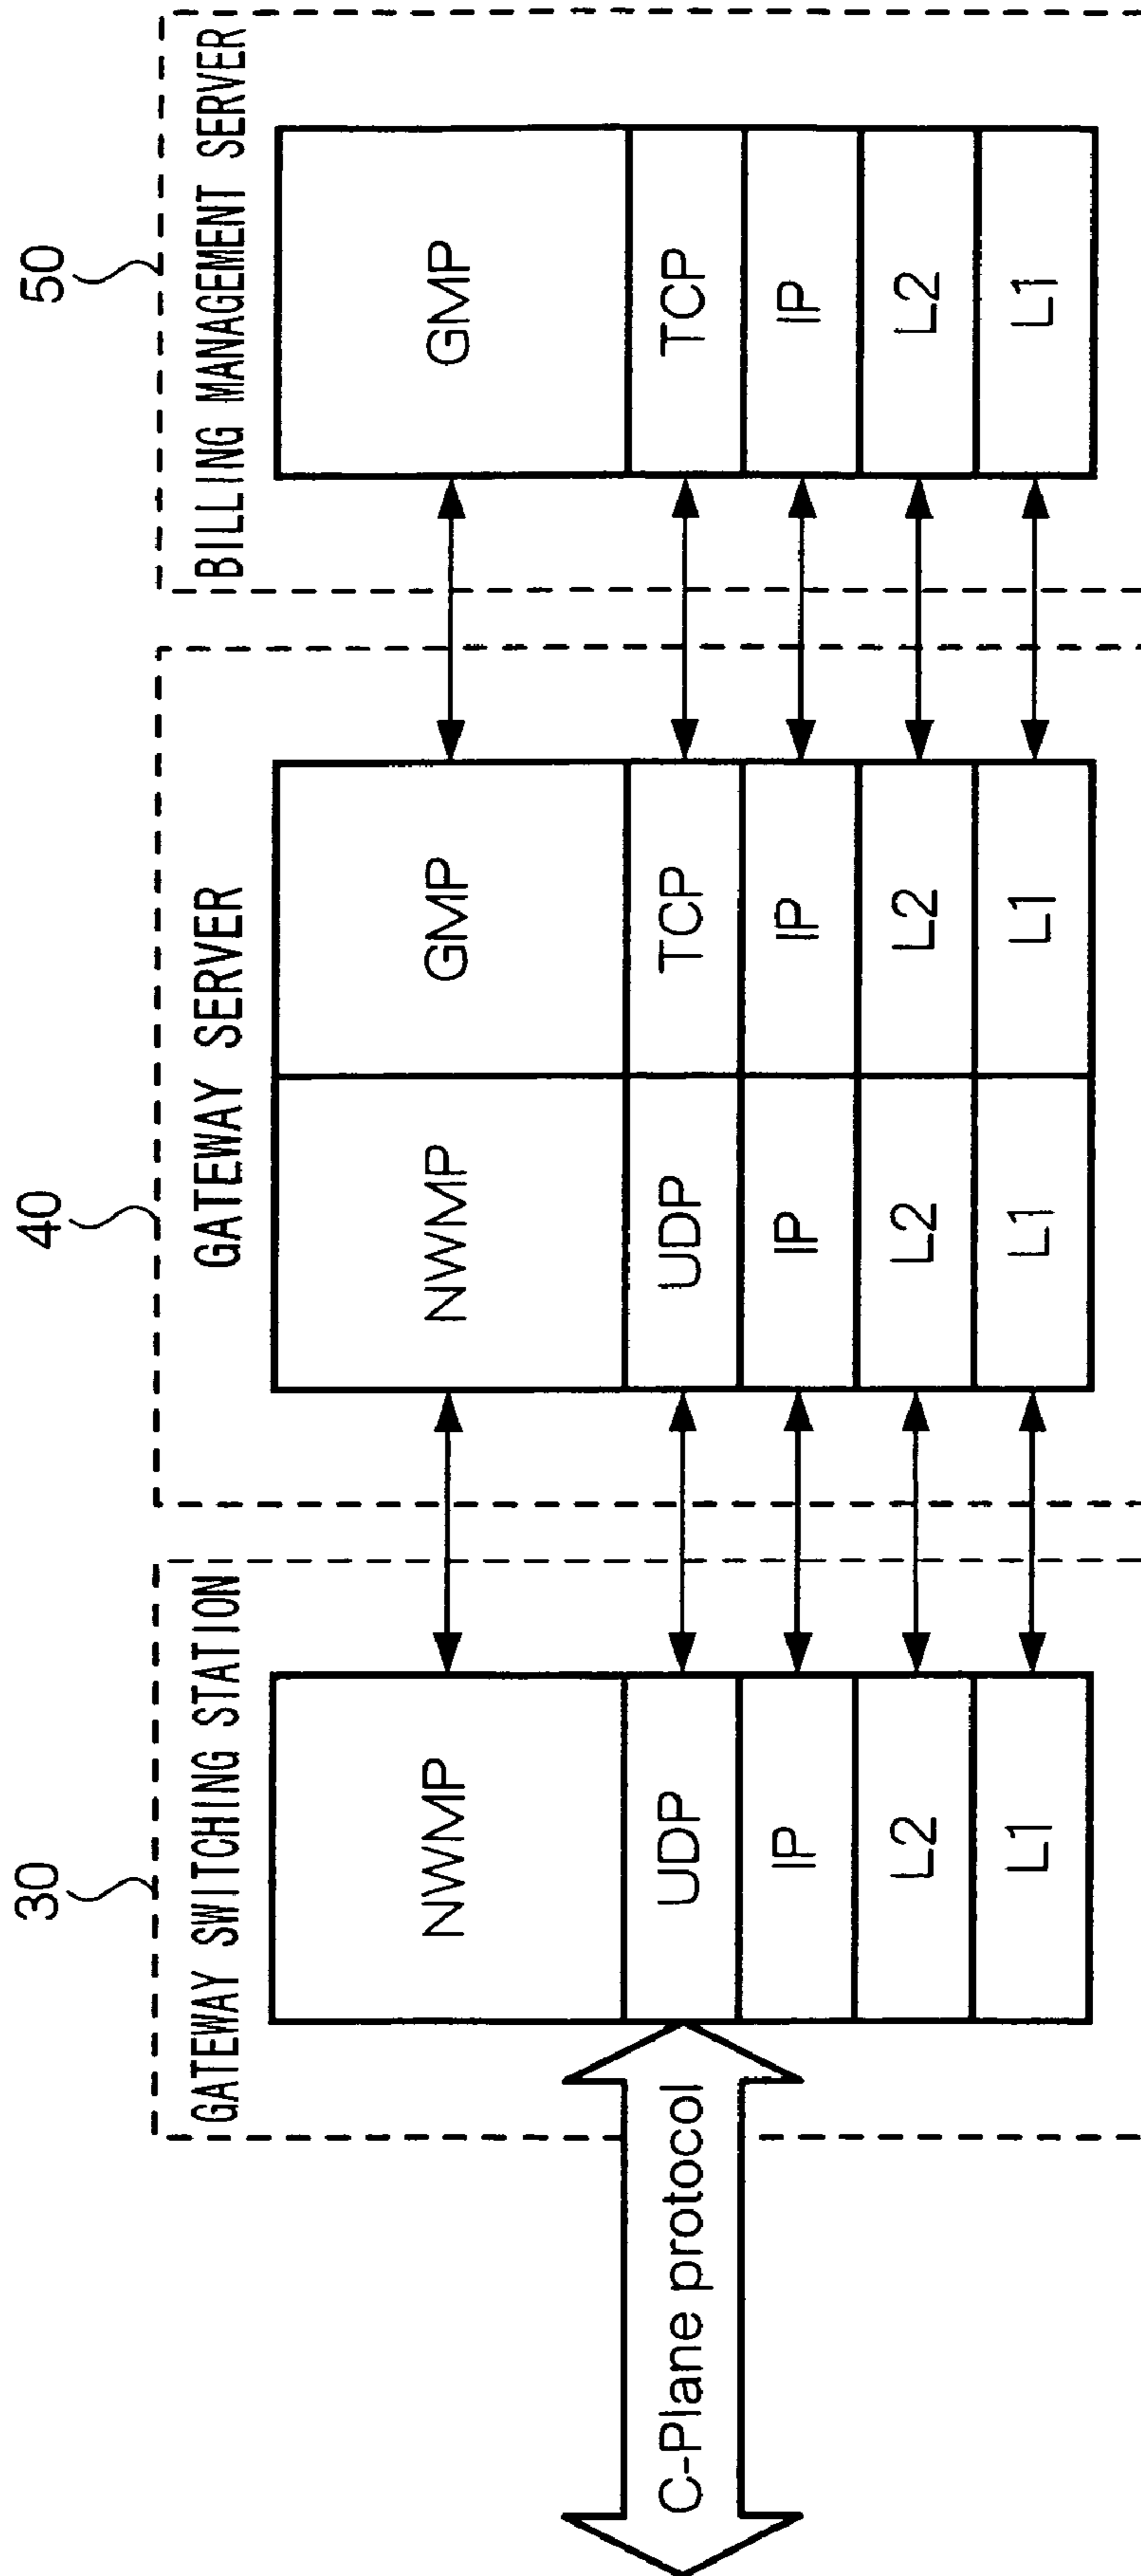 30
GATEWAY SWITCHING STATION
NWMP
UDP
IP
L2
L1
C-Plane protocol
40
GATEWAY SERVER
NWMP
GMP
UDP
TCP
IP
IP
L2
L2
L1
L1
50
BILLING MANAGEMENT SERVER
GMP
TCP
IP
L2
L1